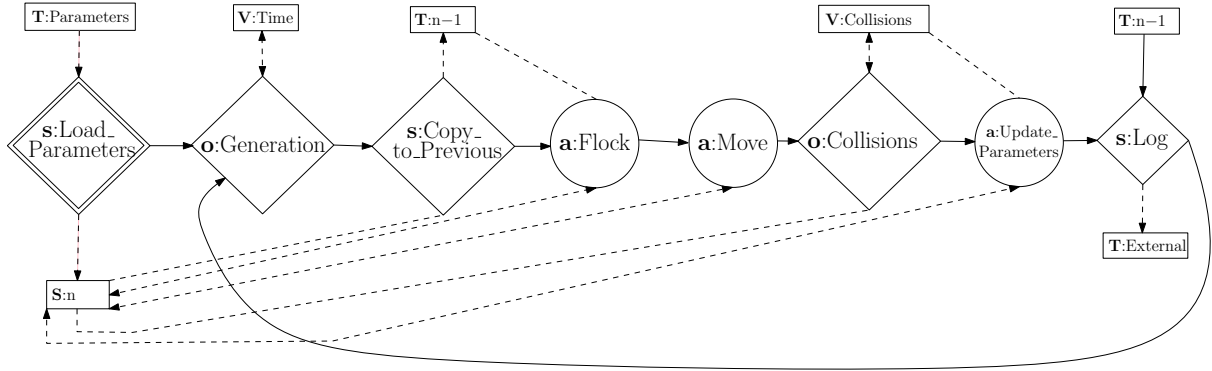 T:Parameters
V:Time
T:n−1
V:Collisions
T:n−1
s:Load_
Parameters
o:Generation
s:Copy_
to_Previous
a:Flock
a:Move
o:Collisions
a:Update_
Parameters
s:Log
T:External
S:n